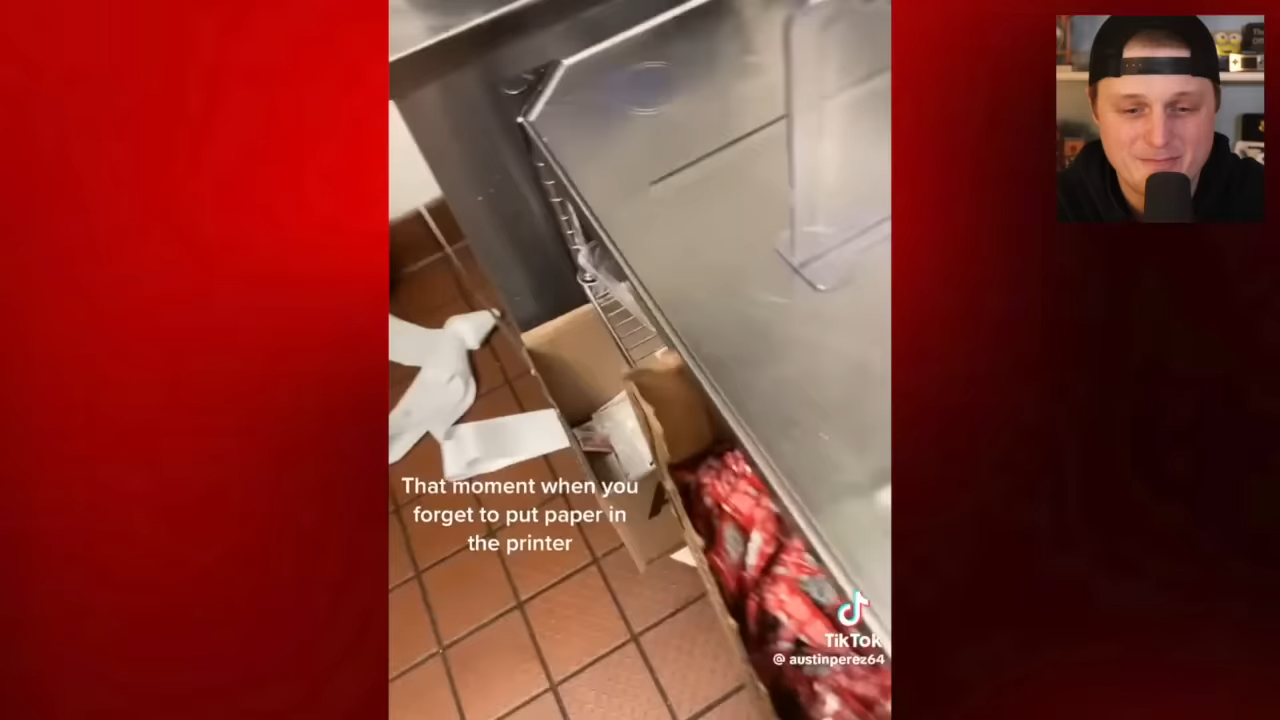 That moment when you
forget to put paper in
the printer
TikTok
@ austinperez64